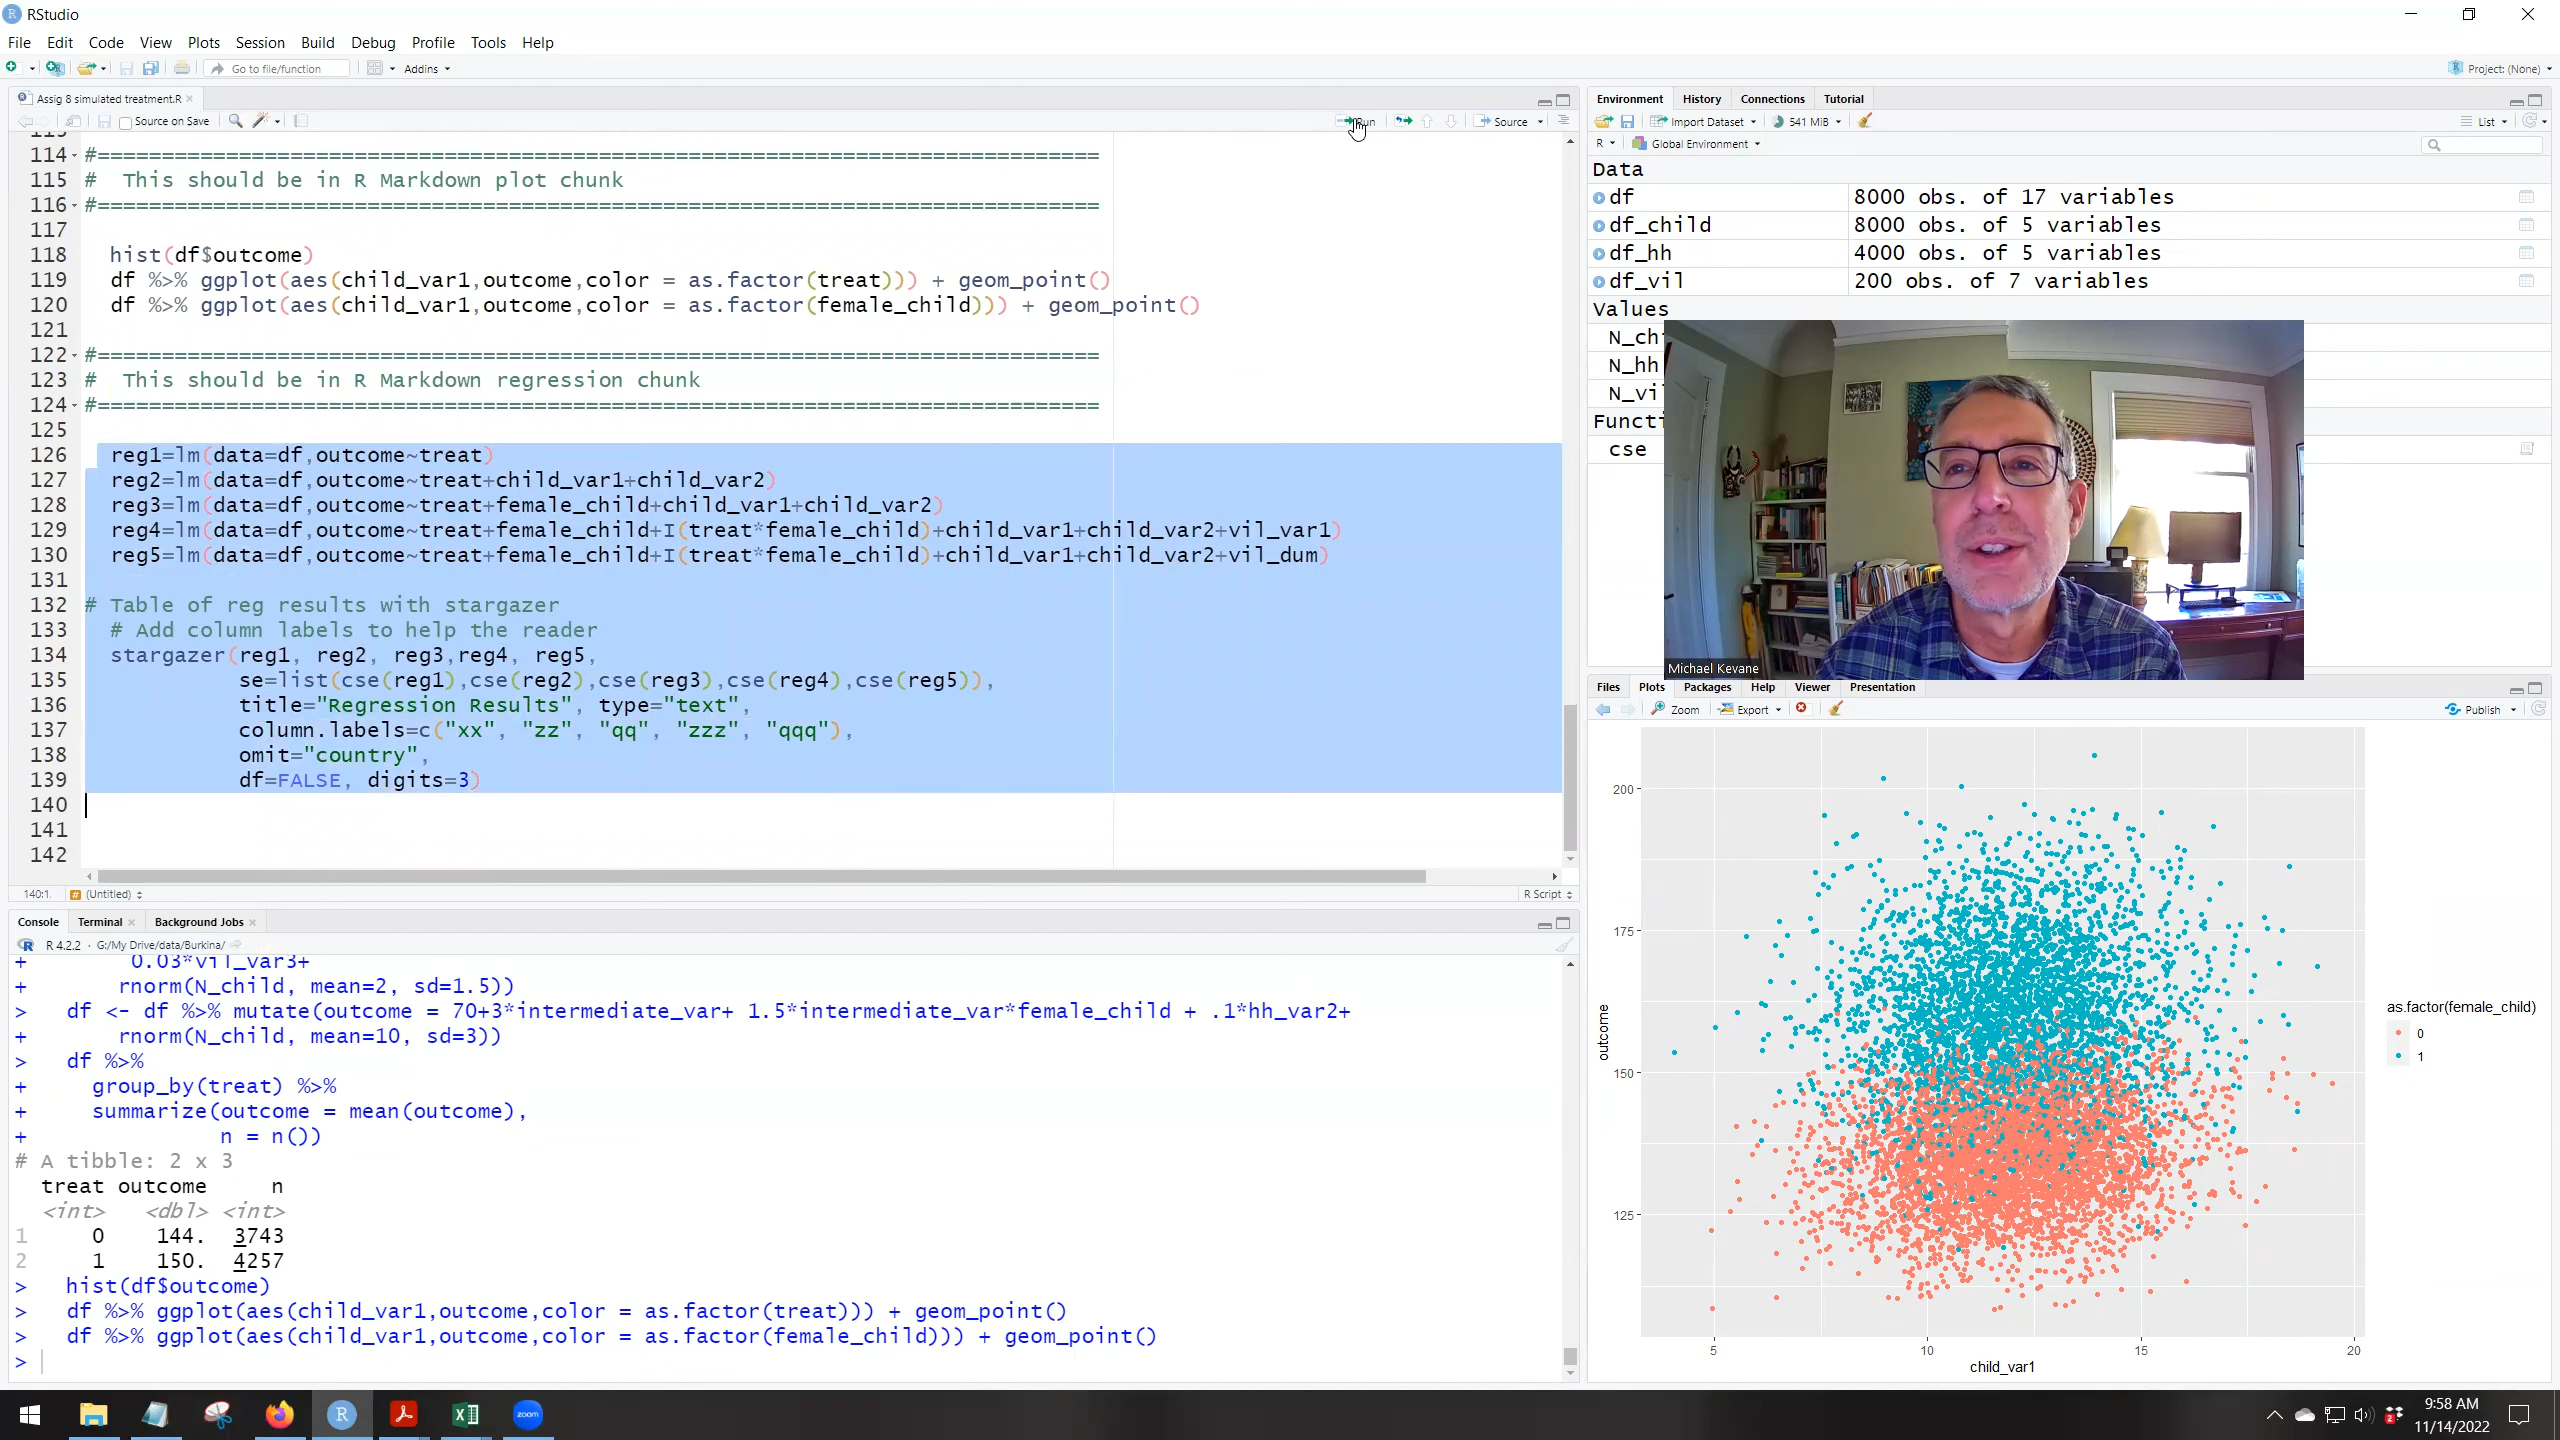 RStudio
File Edit Code View Plots Session Build Debug Profile Tools Help
Go to file/function Addins Project: (None)
Assig 8 simulated treatment.R
Source on Save Run Source
114 #==============================================================================
115 # This should be in R Markdown plot chunk
116 #==============================================================================
117
118 hist(df$outcome)
119 df %>% ggplot(aes(child_var1,outcome,color = as.factor(treat))) + geom_point()
120 df %>% ggplot(aes(child_var1,outcome,color = as.factor(female_child))) + geom_point()
121
122 #==============================================================================
123 # This should be in R Markdown regression chunk
124 #==============================================================================
125
126 reg1=lm(data=df,outcome~treat)
127 reg2=lm(data=df,outcome~treat+child_var1+child_var2)
128 reg3=lm(data=df,outcome~treat+female_child+child_var1+child_var2)
129 reg4=lm(data=df,outcome~treat+female_child+I(treat*female_child)+child_var1+child_var2+vil_var1)
130 reg5=lm(data=df,outcome~treat+female_child+I(treat*female_child)+child_var1+child_var2+vil_dum)
131
132 # Table of reg results with stargazer
133 # Add column labels to help the reader
134 stargazer(reg1, reg2, reg3,reg4, reg5,
135 se=list(cse(reg1),cse(reg2),cse(reg3),cse(reg4),cse(reg5)),
136 title="Regression Results", type="text",
137 column.labels=c("xx", "zz", "qq", "zzz", "qqq"),
138 omit="country",
139 df=FALSE, digits=3)
140
141
142
140:1 (Untitled) R Script
Console Terminal Background Jobs
R 4.2.2 · G:/My Drive/data/Burkina/
+ 0.03*vil_var3+
+ rnorm(N_child, mean=2, sd=1.5))
> df <- df %>% mutate(outcome = 70+3*intermediate_var+ 1.5*intermediate_var*female_child + .1*hh_var2+
+ rnorm(N_child, mean=10, sd=3))
> df %>%
+ group_by(treat) %>%
+ summarize(outcome = mean(outcome),
+ n = n())
# A tibble: 2 x 3
treat outcome n
<int> <dbl> <int>
1 0 144. 3743
2 1 150. 4257
> hist(df$outcome)
> df %>% ggplot(aes(child_var1,outcome,color = as.factor(treat))) + geom_point()
> df %>% ggplot(aes(child_var1,outcome,color = as.factor(female_child))) + geom_point()
>
Environment History Connections Tutorial
Import Dataset 541 MiB List
R Global Environment
Data
df 8000 obs. of 17 variables
df_child 8000 obs. of 5 variables
df_hh 4000 obs. of 5 variables
df_vil 200 obs. of 7 variables
Values
N_chi
N_hh
N_vi
Functi
cse
Michael Kevane
Files Plots Packages Help Viewer Presentation
Zoom Export Publish
200
175
150
125
outcome
5 10 15 20
child_var1
as.factor(female_child)
0
1
zoom
9:58 AM
11/14/2022